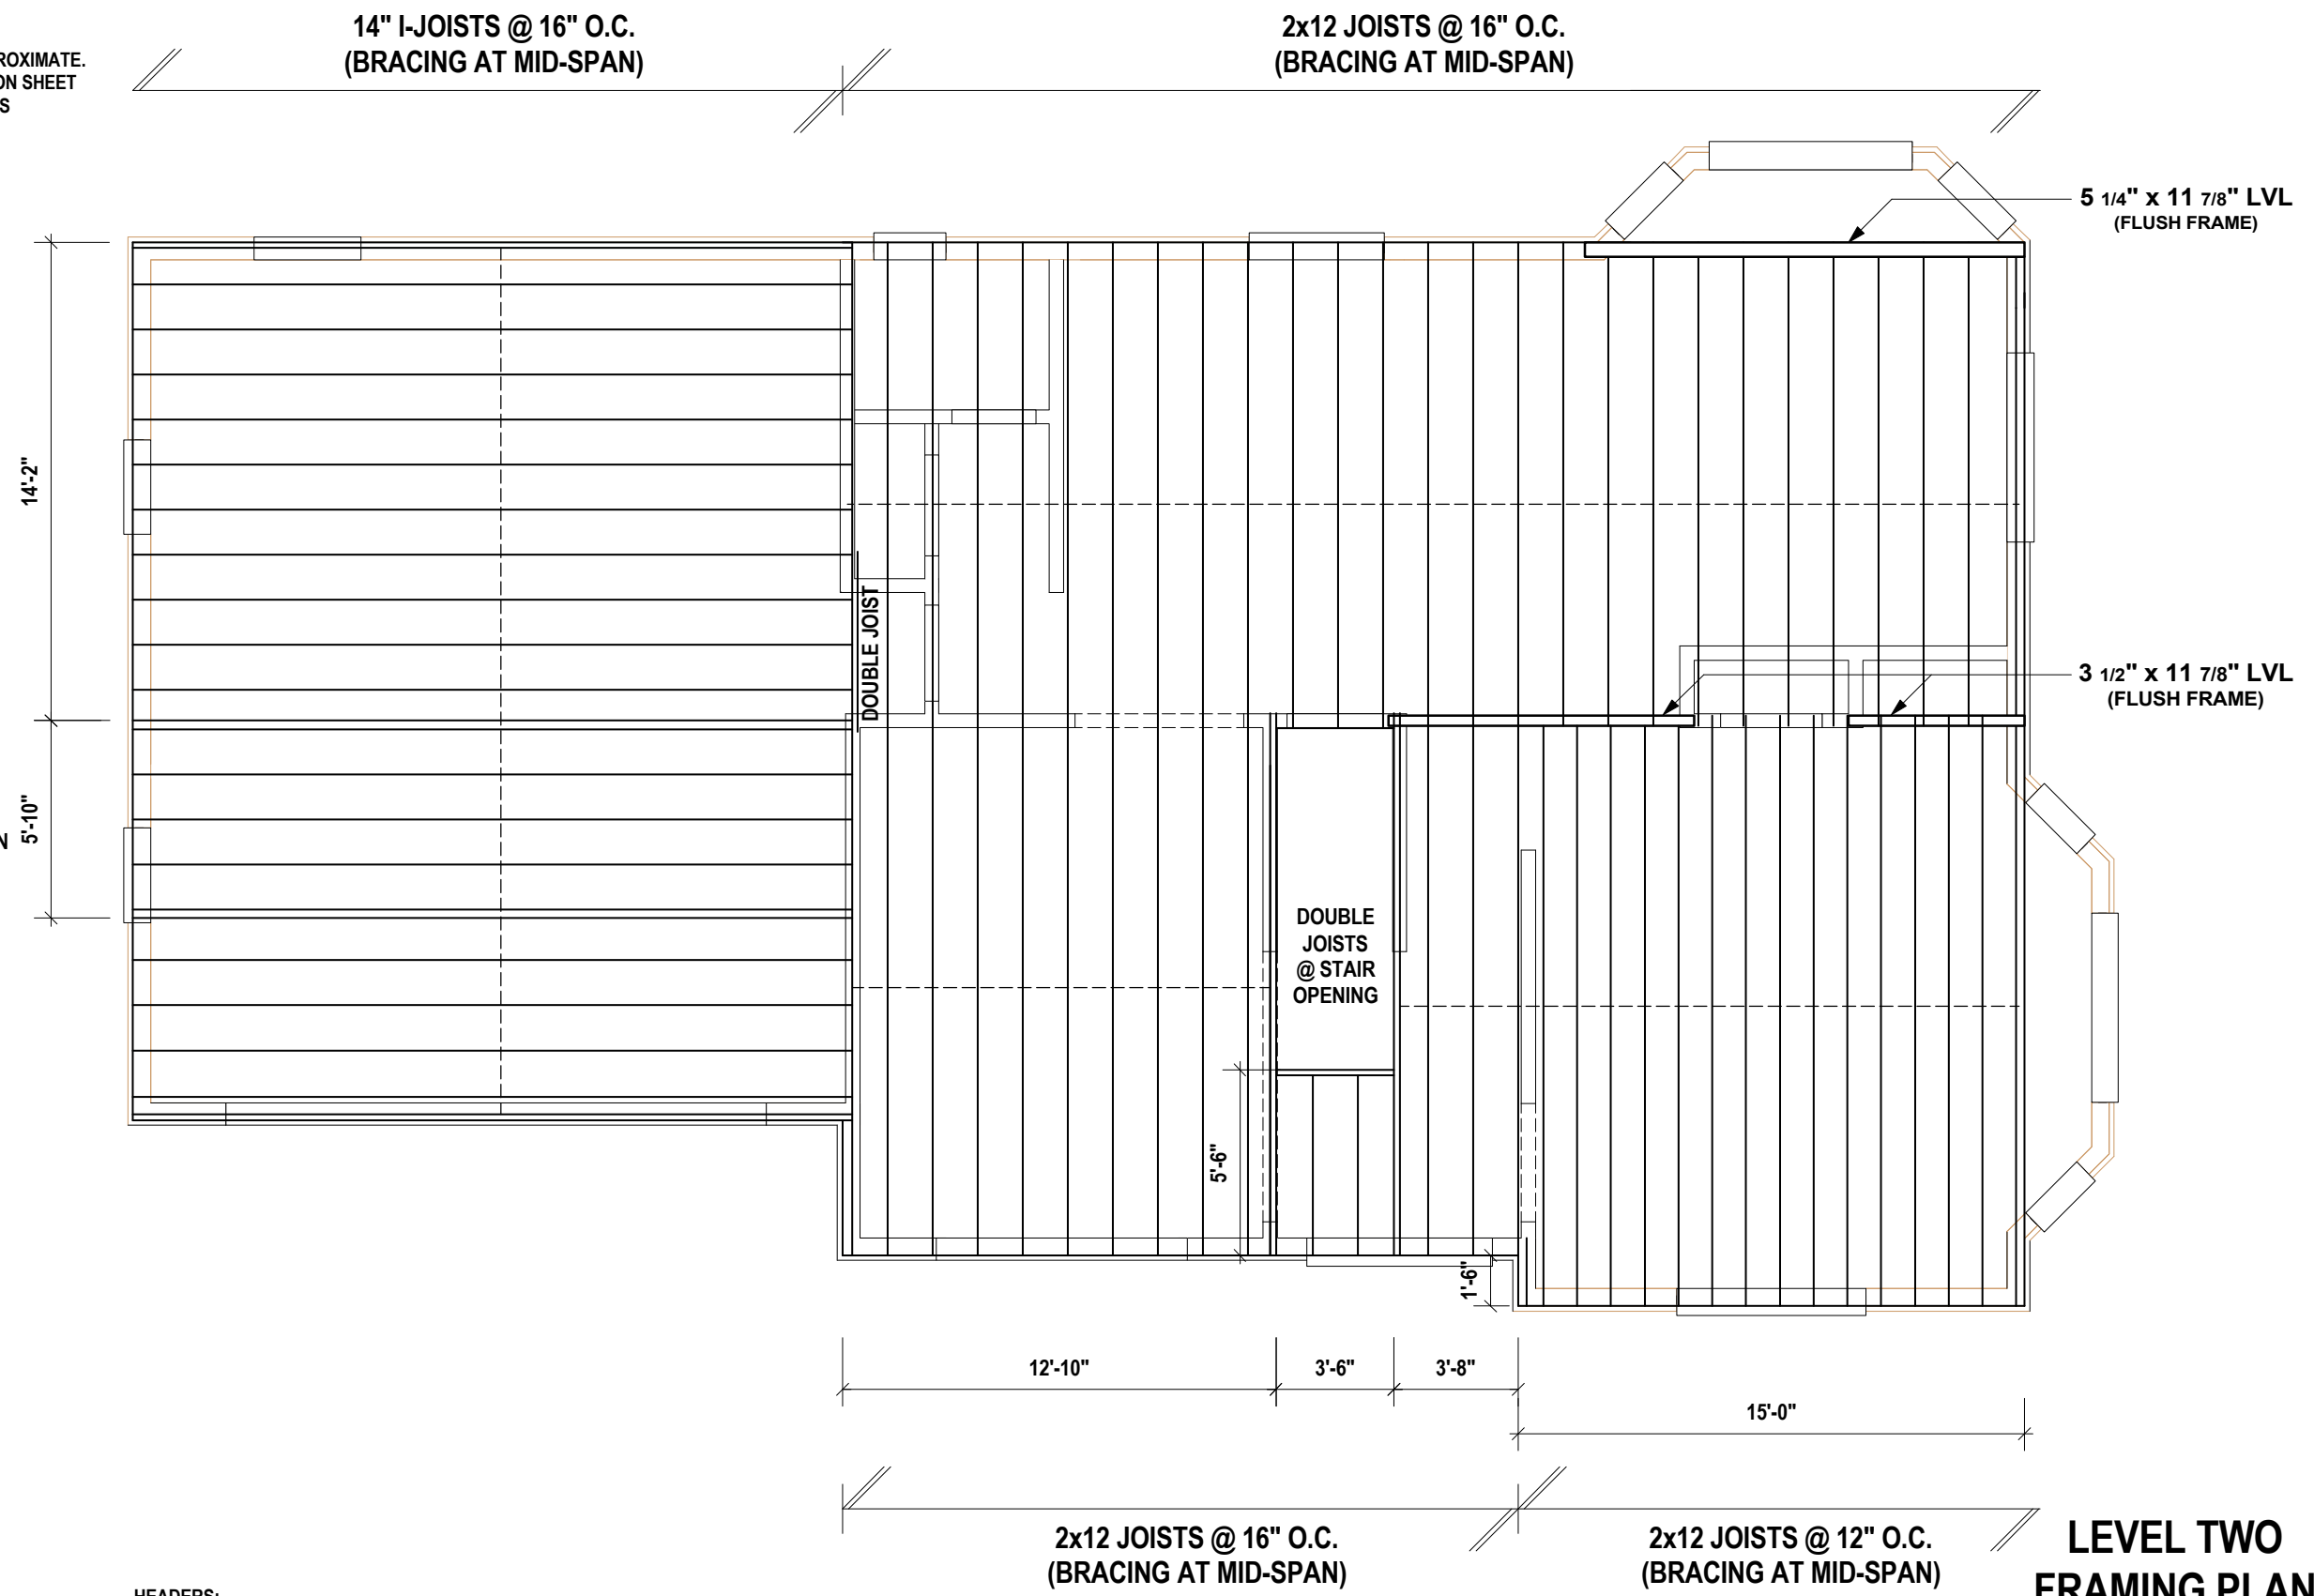 14" I-JOISTS @ 16" O.C.
(BRACING AT MID-SPAN)
2x12 JOISTS @ 16" O.C.
(BRACING AT MID-SPAN)
ROXIMATE.
ON SHEET
S
5 1/4" x 11 7/8" LVL
(FLUSH FRAME)
14'-2"
DOUBLE JOIST
3 1/2" x 11 7/8" LVL
(FLUSH FRAME)
5'-10"
N
DOUBLE
JOISTS
@ STAIR
OPENING
5'-6"
1'-6"
12'-10"
3'-6"
3'-8"
15'-0"
2x12 JOISTS @ 16" O.C.
(BRACING AT MID-SPAN)
2x12 JOISTS @ 12" O.C.
(BRACING AT MID-SPAN)
LEVEL TWO
FRAMING PLAN
HEADERS: